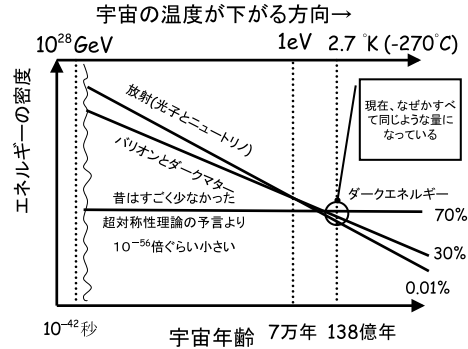 宇宙の温度が下がる方向→
10²⁸GeV
1eV
2.7 °K (-270℃)
エネルギーの密度
放射(光子とニュートリノ)
バリオンとダークマター
昔はすごく少なかった
超対称性理論の予言より
10⁻⁵⁶倍ぐらい小さい
現在、なぜかすべ
て同じような量に
なっている
ダークエネルギー
70%
30%
0.01%
10⁻⁴²秒
宇宙年齢
7万年
138億年